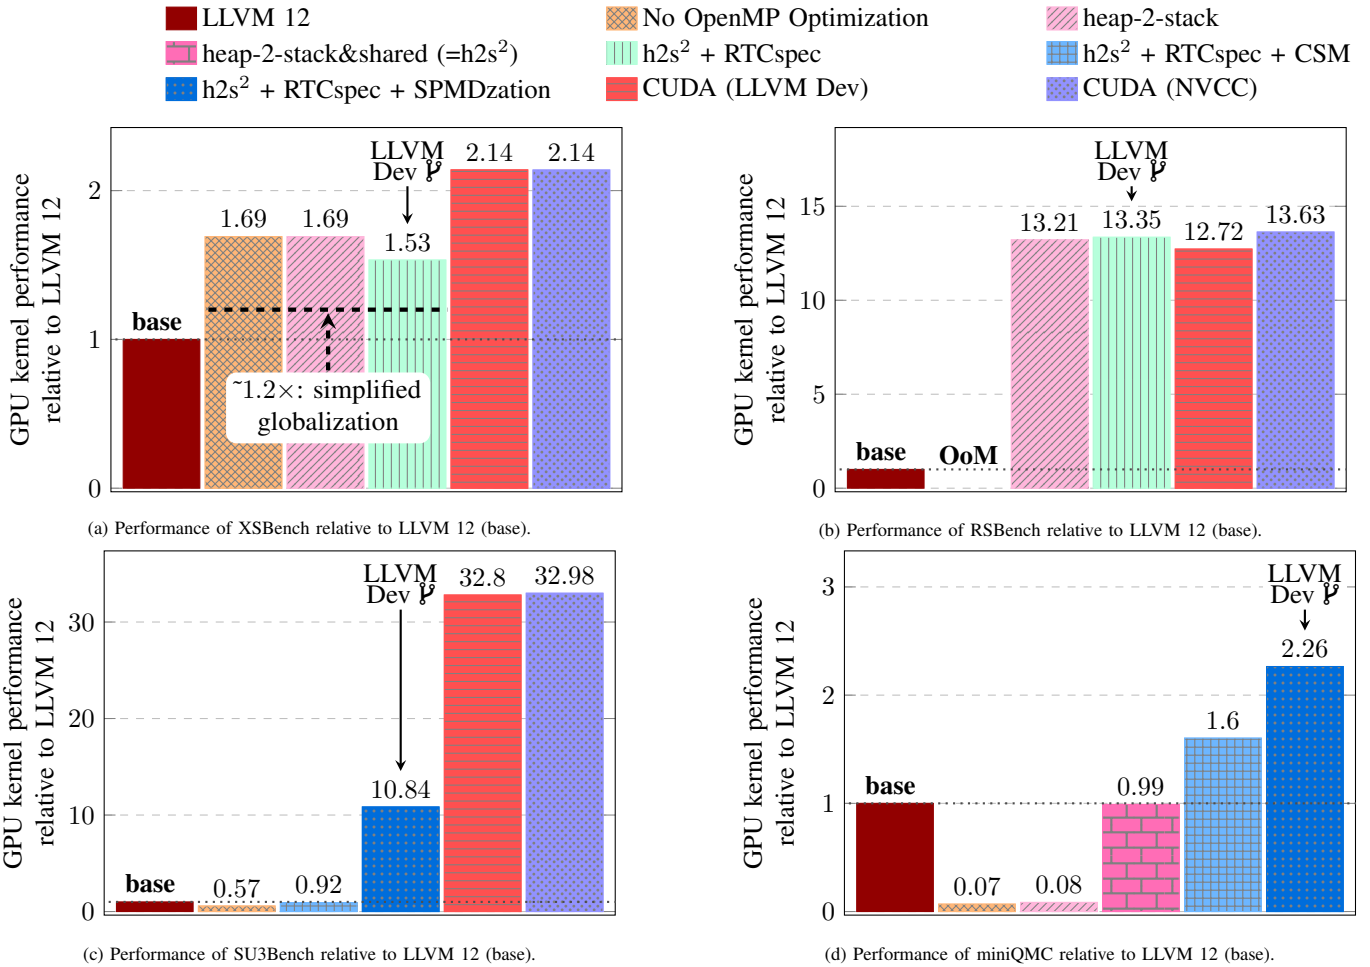 LLVM 12
No OpenMP Optimization
heap-2-stack
heap-2-stack&shared (=h2s²)
h2s² + RTCspec
h2s² + RTCspec + CSM
h2s² + RTCspec + SPMDzation
CUDA (LLVM Dev)
CUDA (NVCC)
GPU kernel performance
relative to LLVM 12
2
1
0
base
1.69
1.69
LLVM
Dev
1.53
2.14
2.14
~1.2×: simplified
globalization
(a) Performance of XSBench relative to LLVM 12 (base).
GPU kernel performance
relative to LLVM 12
15
10
5
0
base
OoM
13.21
LLVM
Dev
13.35
12.72
13.63
(b) Performance of RSBench relative to LLVM 12 (base).
GPU kernel performance
relative to LLVM 12
30
20
10
0
base
0.57
0.92
LLVM
Dev
10.84
32.8
32.98
(c) Performance of SU3Bench relative to LLVM 12 (base).
GPU kernel performance
relative to LLVM 12
3
2
1
0
base
0.07
0.08
0.99
1.6
LLVM
Dev
2.26
(d) Performance of miniQMC relative to LLVM 12 (base).